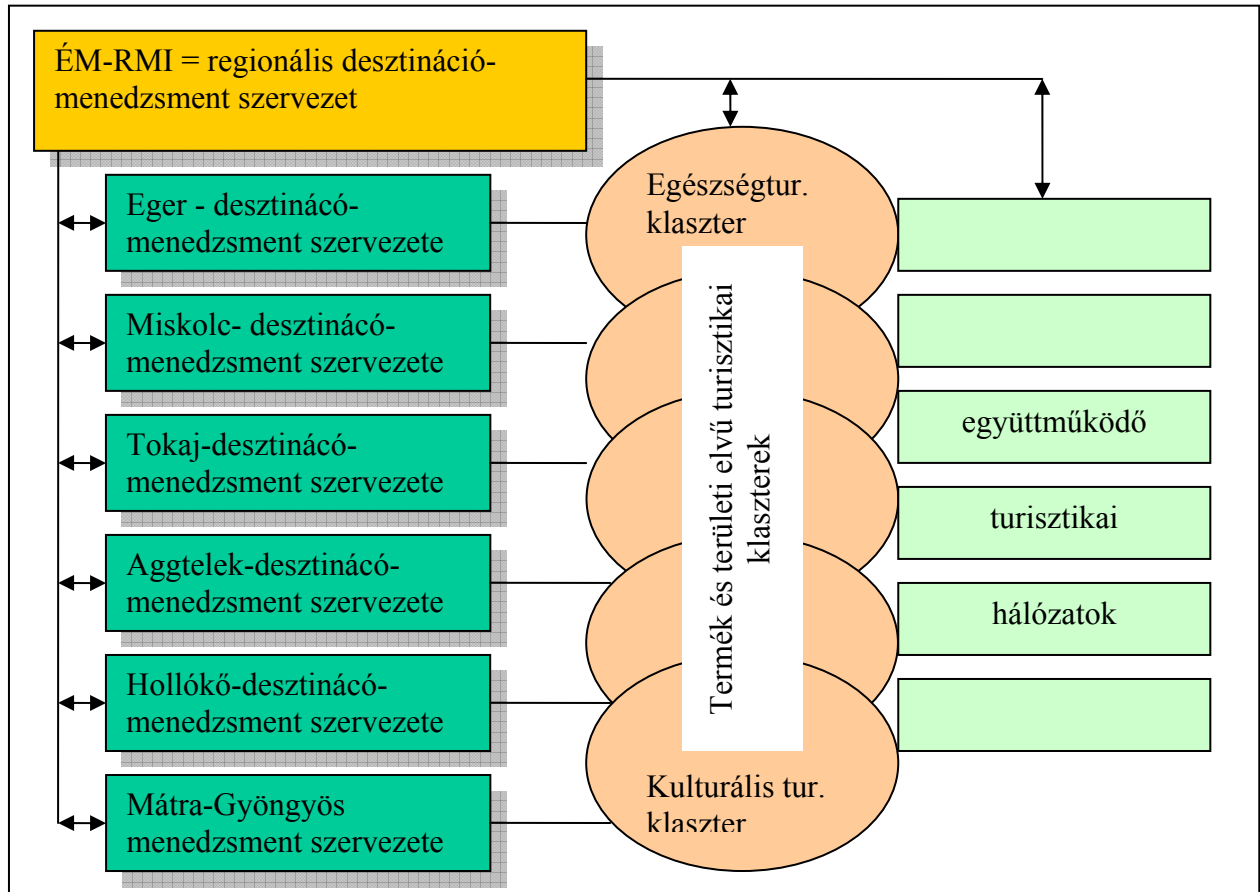 ÉM-RMI = regionális desztináció-
menedzsment szervezet
Eger - desztinácó-
menedzsment szervezete
Miskolc- desztinácó-
menedzsment szervezete
Tokaj-desztinácó-
menedzsment szervezete
Aggtelek-desztinácó-
menedzsment szervezete
Hollókő-desztinácó-
menedzsment szervezete
Mátra-Gyöngyös
menedzsment szervezete
Egészségtur.
klaszter
Termék és területi elvű turisztikai
klaszterek
Kulturális tur.
klaszter
együttműködő
turisztikai
hálózatok